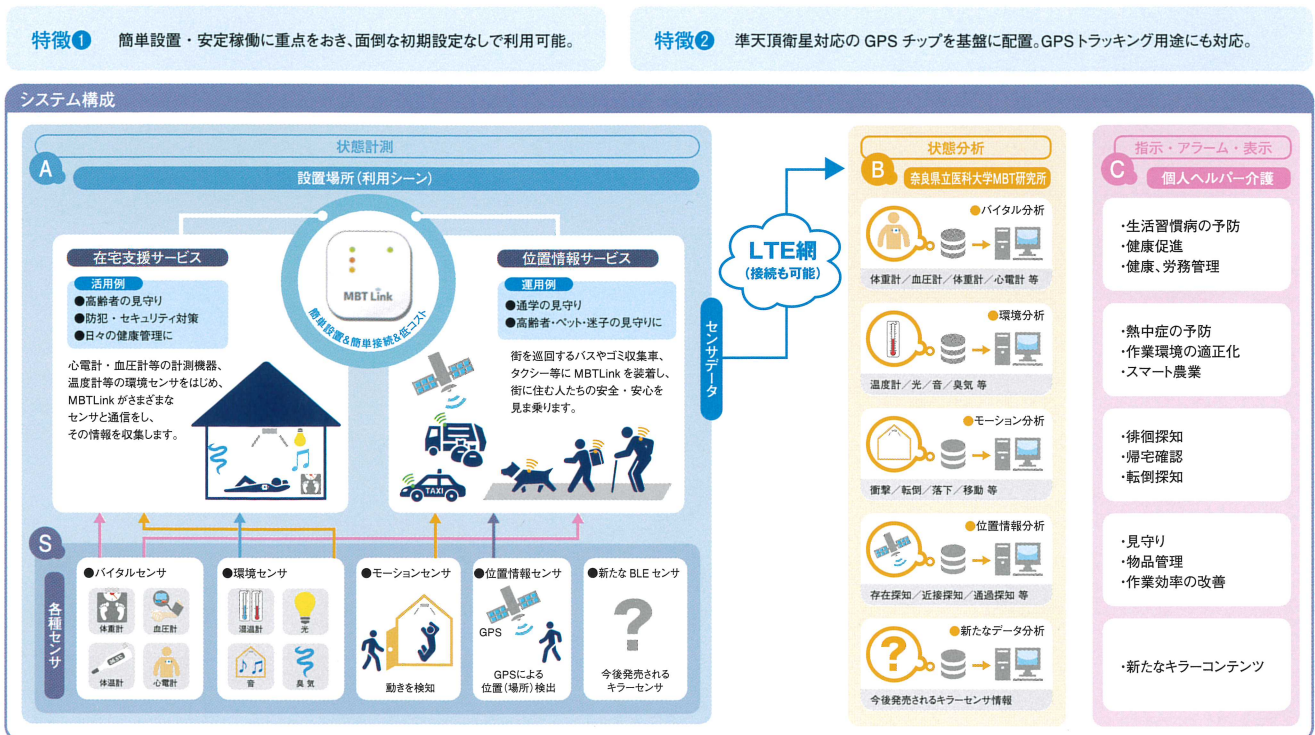 特徴❶ 簡単設置・安定稼働に重点をおき、面倒な初期設定なしで利用可能。
特徴❷ 準天頂衛星対応の GPS チップを基盤に配置。GPSトラッキング用途にも対応。
システム構成
A
状態計測
設置場所(利用シーン)
MBT Link
簡単設置&簡単接続&低コスト
在宅支援サービス
活用例
●高齢者の見守り
●防犯・セキュリティ対策
●日々の健康管理に
心電計・血圧計等の計測機器、
温度計等の環境センサをはじめ、
MBTLink がさまざまな
センサと通信をし、
その情報を収集します。
位置情報サービス
運用例
●通学の見守り
●高齢者・ペット・迷子の見守りに
街を巡回するバスやゴミ収集車、
タクシー等に MBTLink を装着し、
街に住む人たちの安全・安心を
見ま乗ります。
TAXI
センサデータ
LTE網
(接続も可能)
S
各種センサ
●バイタルセンサ
体重計
血圧計
体温計
心電計
●環境センサ
温温計
光
音
臭気
●モーションセンサ
動きを検知
●位置情報センサ
GPS
GPSによる
位置(場所)検出
●新たな BLE センサ
?
今後発売される
キラーセンサ
B
状態分析
奈良県立医科大学MBT研究所
●バイタル分析
体重計/血圧計/体重計/心電計 等
●環境分析
温度計/光/音/臭気 等
●モーション分析
衝撃/転倒/落下/移動 等
●位置情報分析
存在探知/近接探知/通過探知 等
●新たなデータ分析
?
今後発売されるキラーセンサ情報
C
指示・アラーム・表示
個人ヘルパー介護
・生活習慣病の予防
・健康促進
・健康、労務管理
・熱中症の予防
・作業環境の適正化
・スマート農業
・徘徊探知
・帰宅確認
・転倒探知
・見守り
・物品管理
・作業効率の改善
・新たなキラーコンテンツ